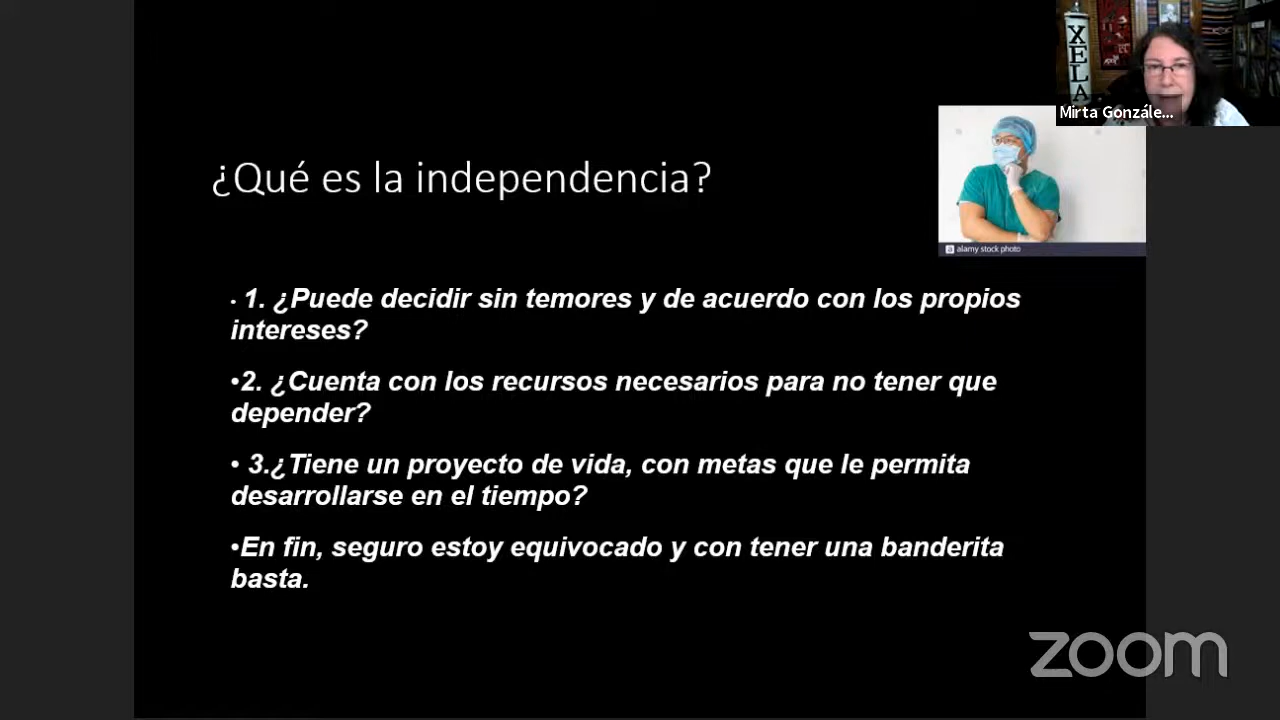 XELA
Mirta Gonzále...
¿Qué es la independencia?
a alamy stock photo
• 1. ¿Puede decidir sin temores y de acuerdo con los propios
intereses?
•2. ¿Cuenta con los recursos necesarios para no tener que
depender?
• 3.¿Tiene un proyecto de vida, con metas que le permita
desarrollarse en el tiempo?
•En fin, seguro estoy equivocado y con tener una banderita
basta.
zoom